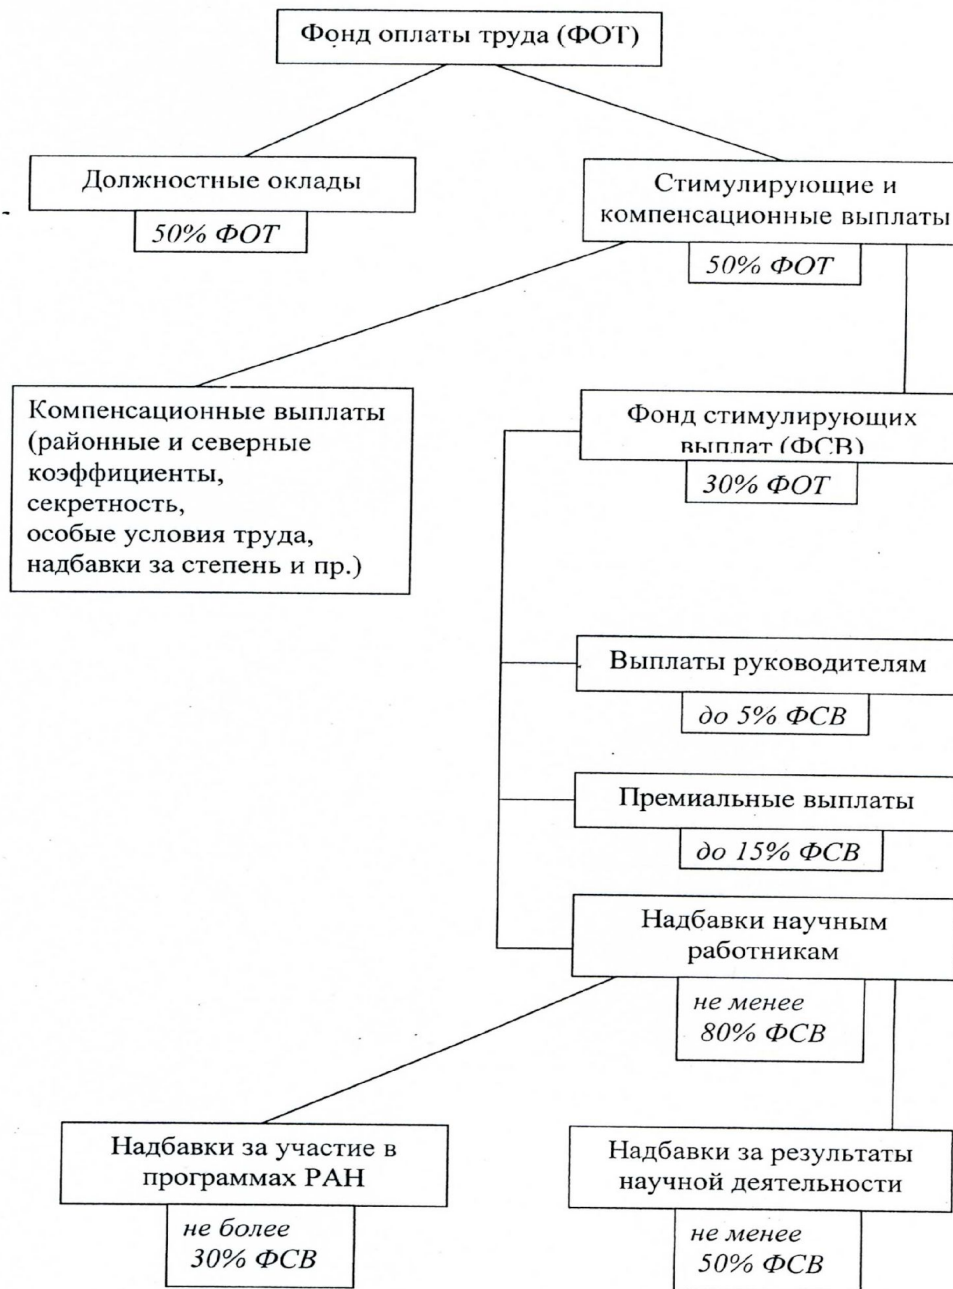 Фонд оплаты труда (ФОТ)
Должностные оклады
50% ФОТ
Стимулирующие и
компенсационные выплаты
50% ФОТ
Компенсационные выплаты
(районные и северные
коэффициенты,
секретность,
особые условия труда,
надбавки за степень и пр.)
Фонд стимулирующих
выплат (ФСВ)
30% ФОТ
Выплаты руководителям
до 5% ФСВ
Премиальные выплаты
до 15% ФСВ
Надбавки научным
работникам
не менее
80% ФСВ
Надбавки за участие в
программах РАН
не более
30% ФСВ
Надбавки за результаты
научной деятельности
не менее
50% ФСВ